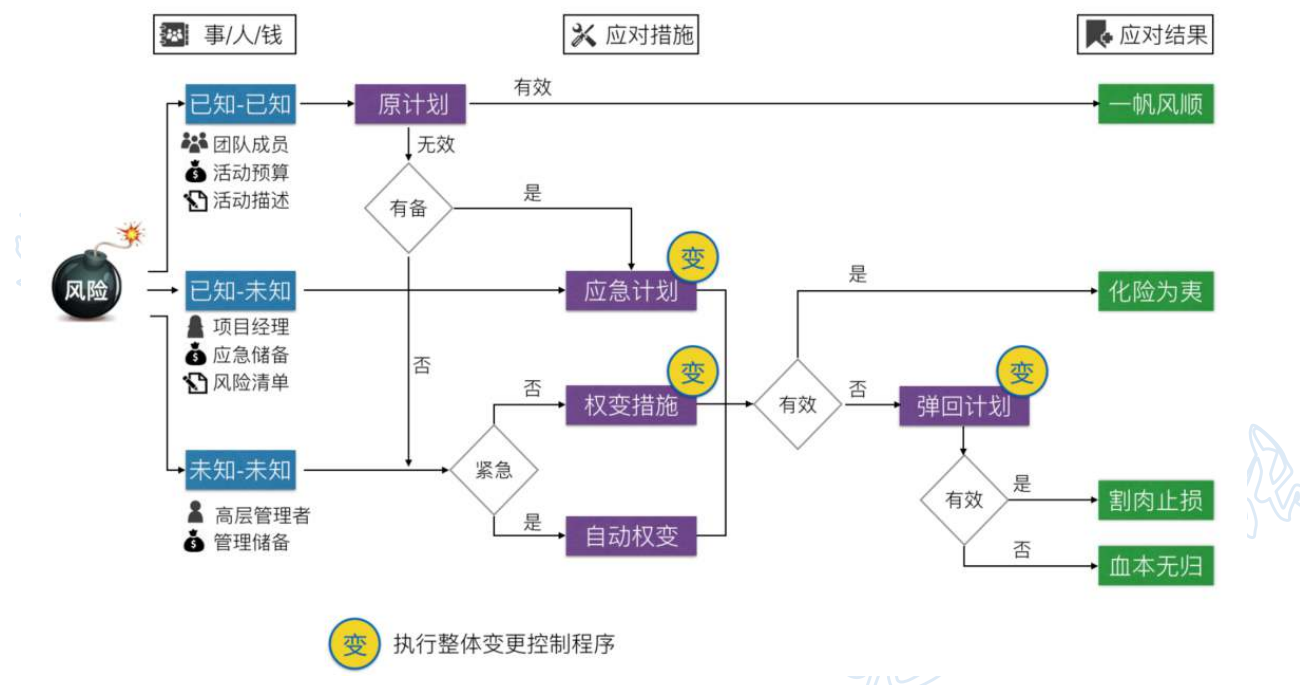 事/人/钱
应对措施
应对结果
已知-已知
原计划
有效
一帆风顺
团队成员
活动预算
活动描述
无效
有备
是
风险
已知-未知
应急计划
变
是
化险为夷
项目经理
应急储备
风险清单
否
否
权变措施
变
有效
否
弹回计划
变
未知-未知
紧急
高层管理者
管理储备
是
自动权变
有效
是
割肉止损
否
血本无归
变
执行整体变更控制程序